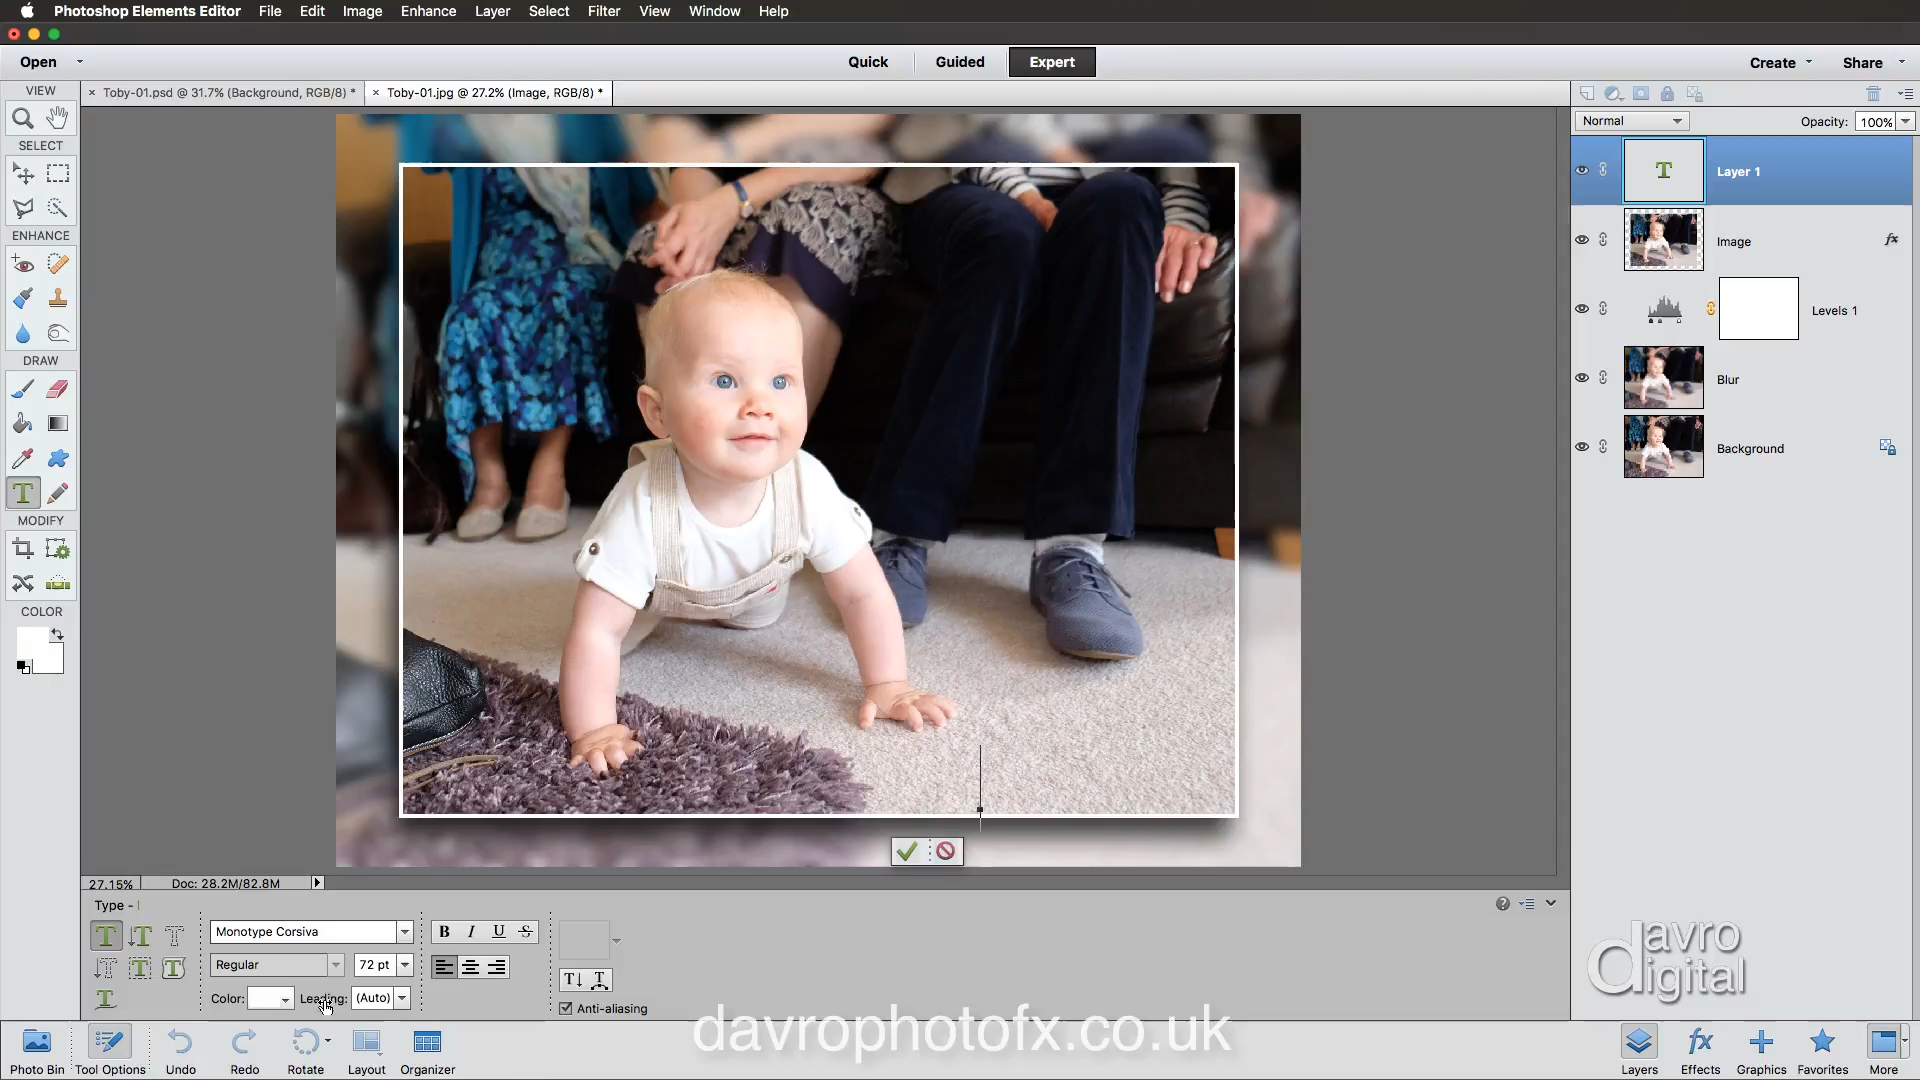 Photoshop Elements Editor File Edit Image Enhance Layer Select Filter View Window Help
Open Quick Guided Expert Create Share
VIEW
Toby-01.psd @ 31.7% (Background, RGB/8) *
Toby-01.jpg @ 27.2% (Image, RGB/8) *
Normal Opacity: 100%
SELECT
Layer 1
ENHANCE
Image
fx
Levels 1
DRAW
Blur
Background
MODIFY
COLOR
27.15% Doc: 28.2M/82.8M
Type -
Monotype Corsiva
B I U S
Regular 72 pt
Color: Leading: (Auto)
Anti-aliasing
davro
digital
davrophotofx.co.uk
Photo Bin Tool Options Undo Redo Rotate Layout Organizer
Layers Effects Graphics Favorites More